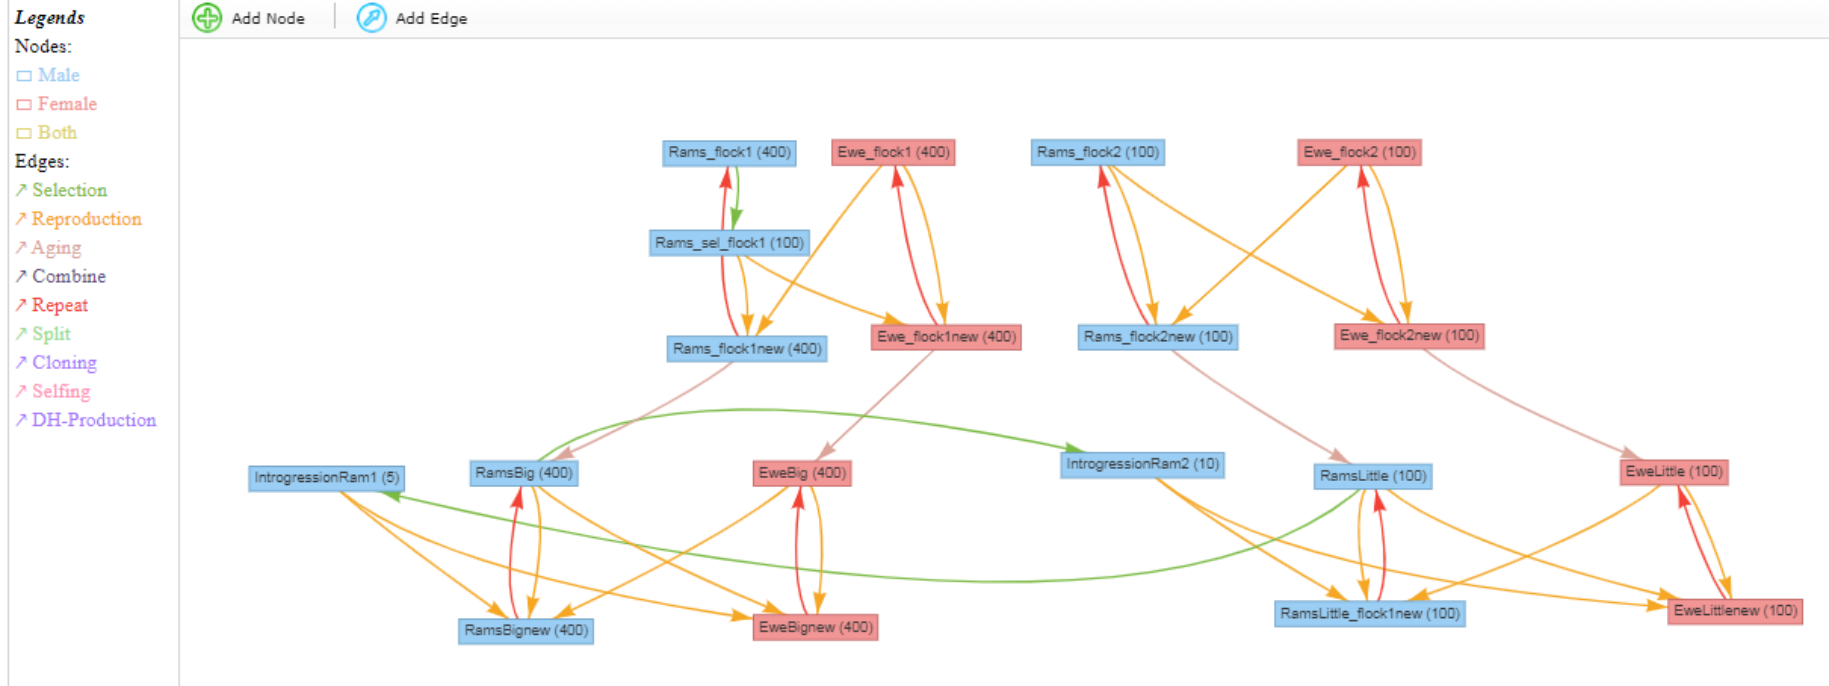 Legends
Nodes:
Male
Female
Both
Edges:
Selection
Reproduction
Aging
Combine
Repeat
Split
Cloning
Selfing
DH-Production
Add Node
Add Edge
Rams_flock1 (400)
Ewe_flock1 (400)
Rams_flock2 (100)
Ewe_flock2 (100)
Rams_sel_flock1 (100)
Rams_flock1new (400)
Ewe_flock1new (400)
Rams_flock2new (100)
Ewe_flock2new (100)
IntrogressionRam1 (5)
RamsBig (400)
EweBig (400)
IntrogressionRam2 (10)
RamsLittle (100)
EweLittle (100)
RamsBignew (400)
EweBignew (400)
RamsLittle_flock1new (100)
EweLittlenew (100)